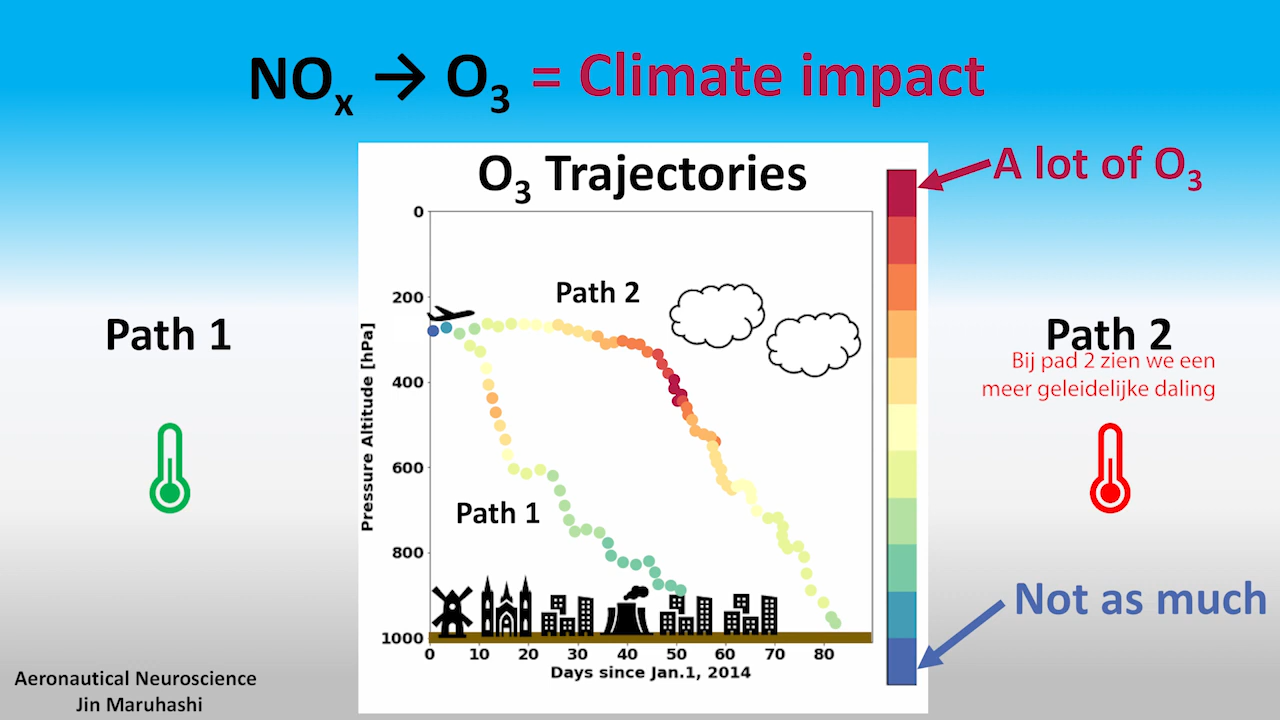 NOx → O3 = Climate impact
O3 Trajectories
A lot of O3
0
200
400
600
800
1000
Pressure Altitude [hPa]
Path 2
Path 1
0 10 20 30 40 50 60 70 80
Days since Jan.1, 2014
Path 1
Path 2
Bij pad 2 zien we een
meer geleidelijke daling
Not as much
Aeronautical Neuroscience
Jin Maruhashi